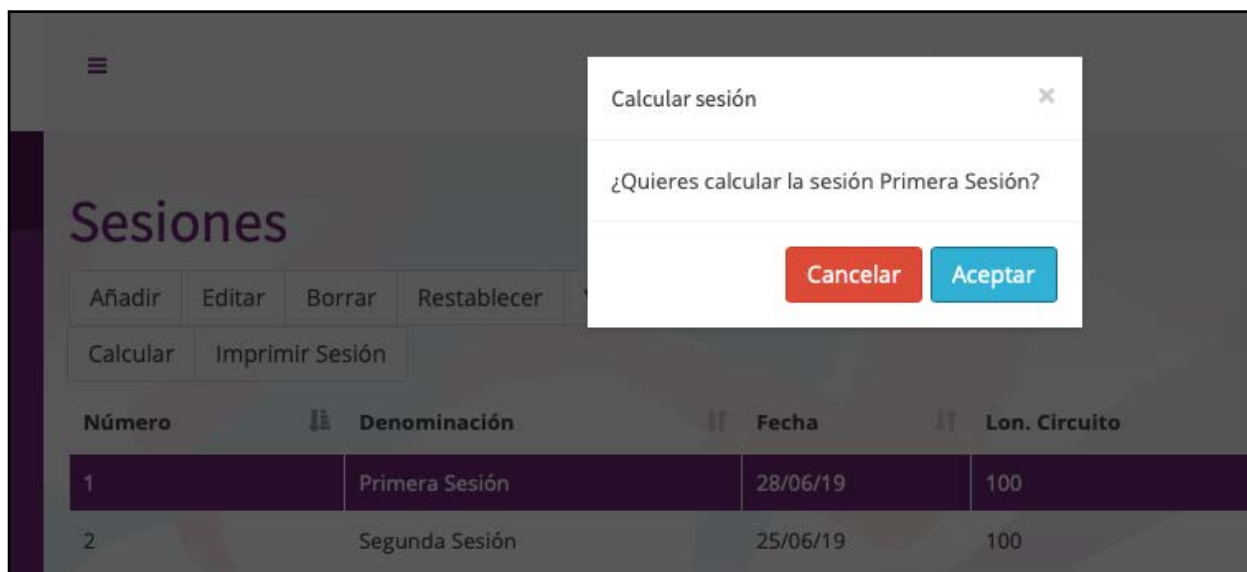 Calcular sesión ×
¿Quieres calcular la sesión Primera Sesión?
Cancelar Aceptar
Sesiones
Añadir Editar Borrar Restablecer
Calcular Imprimir Sesión
Número Denominación Fecha Lon. Circuito
1 Primera Sesión 28/06/19 100
2 Segunda Sesión 25/06/19 100